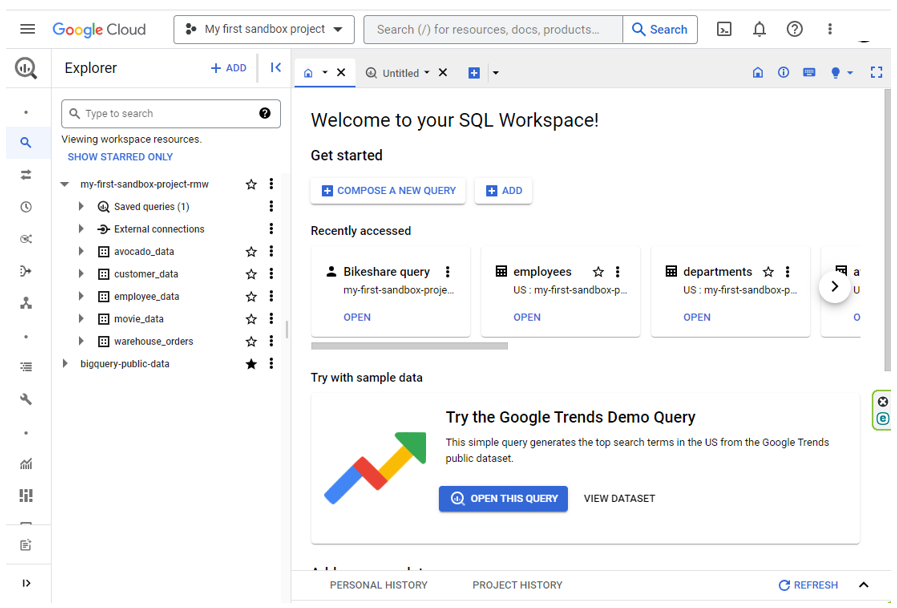 Google Cloud
My first sandbox project
Search (/) for resources, docs, products...
Search
Explorer
+ ADD
Untitled
Type to search
Viewing workspace resources.
SHOW STARRED ONLY
my-first-sandbox-project-rmw
Saved queries (1)
External connections
avocado_data
customer_data
employee_data
movie_data
warehouse_orders
bigquery-public-data
Welcome to your SQL Workspace!
Get started
COMPOSE A NEW QUERY
ADD
Recently accessed
Bikeshare query
my-first-sandbox-proje...
OPEN
employees
US : my-first-sandbox-p...
OPEN
departments
US : my-first-sandbox-p...
OPEN
Try with sample data
Try the Google Trends Demo Query
This simple query generates the top search terms in the US from the Google Trends
public dataset.
OPEN THIS QUERY
VIEW DATASET
PERSONAL HISTORY
PROJECT HISTORY
REFRESH